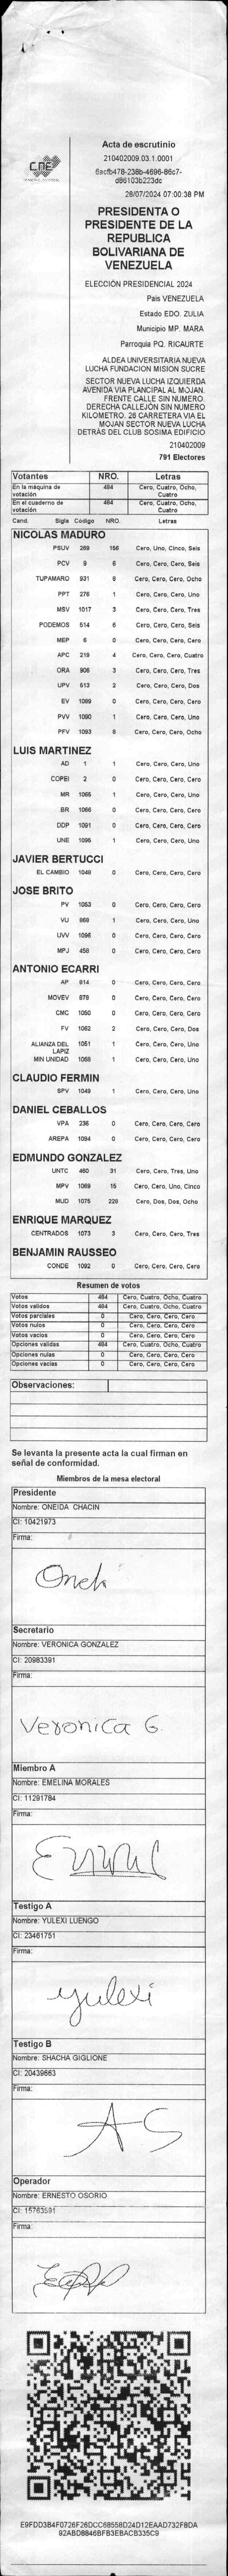 CNE
Acta de escrutinio
210402009.03.1.0001
28/07/2024 07:00:38 PM
PRESIDENTA O
PRESIDENTE DE LA
REPUBLICA
BOLIVARIANA DE
VENEZUELA
ELECCIÓN PRESIDENCIAL 2024
Pais VENEZUELA
Estado EDO. ZULIA
Municipio MP. MARA
Parroquia PQ. RICAURTE
ALDEA UNIVERSITARIA NUEVA
LUCHA FUNDACION MISION SUCRE
SECTOR NUEVA LUCHA IZQUIERDA
AVENIDA VIA PLANCIPAL AL MOJAN.
FRENTE CALLE SIN NUMERO.
DERECHA CALLEJÓN SIN NUMERO
KILOMETRO. 26 CARRETERA VIA EL
MOJAN SECTOR NUEVA LUCHA
DETRÁS DEL CLUB SOSIMA EDIFICIO
210402009
791 Electores
Votantes NRO. Letras
En la máquina de votación 484 Cero, Cuatro, Ocho, Cuatro
En el cuaderno de votación 484 Cero, Cuatro, Ocho, Cuatro
Cand. Sigla Código NRO. Letras
NICOLAS MADURO
PSUV 269 156 Cero, Uno, Cinco, Seis
PCV 9 6 Cero, Cero, Cero, Seis
TUPAMARO 931 8 Cero, Cero, Cero, Ocho
PPT 276 1 Cero, Cero, Cero, Uno
MSV 1017 3 Cero, Cero, Cero, Tres
PODEMOS 514 6 Cero, Cero, Cero, Seis
MEP 6 0 Cero, Cero, Cero, Cero
APC 219 4 Cero, Cero, Cero, Cuatro
ORA 906 3 Cero, Cero, Cero, Tres
UPV 513 2 Cero, Cero, Cero, Dos
EV 1089 0 Cero, Cero, Cero, Cero
PVV 1090 1 Cero, Cero, Cero, Uno
PFV 1093 8 Cero, Cero, Cero, Ocho
LUIS MARTINEZ
AD 1 1 Cero, Cero, Cero, Uno
COPEI 2 0 Cero, Cero, Cero, Cero
MR 1065 1 Cero, Cero, Cero, Uno
BR 1066 0 Cero, Cero, Cero, Cero
DDP 1091 0 Cero, Cero, Cero, Cero
UNE 1095 1 Cero, Cero, Cero, Uno
JAVIER BERTUCCI
EL CAMBIO 1048 0 Cero, Cero, Cero, Cero
JOSE BRITO
PV 1053 0 Cero, Cero, Cero, Cero
VU 868 1 Cero, Cero, Cero, Uno
UVV 1096 0 Cero, Cero, Cero, Cero
MPJ 458 0 Cero, Cero, Cero, Cero
ANTONIO ECARRI
AP 814 0 Cero, Cero, Cero, Cero
MOVEV 878 0 Cero, Cero, Cero, Cero
CMC 1050 0 Cero, Cero, Cero, Cero
FV 1062 2 Cero, Cero, Cero, Dos
ALIANZA DEL LAPIZ 1051 1 Cero, Cero, Cero, Uno
MIN UNIDAD 1068 1 Cero, Cero, Cero, Uno
CLAUDIO FERMIN
SPV 1049 1 Cero, Cero, Cero, Uno
DANIEL CEBALLOS
VPA 236 0 Cero, Cero, Cero, Cero
AREPA 1094 0 Cero, Cero, Cero, Cero
EDMUNDO GONZALEZ
UNTC 460 31 Cero, Cero, Tres, Uno
MPV 1069 15 Cero, Cero, Uno, Cinco
MUD 1075 228 Cero, Dos, Dos, Ocho
ENRIQUE MARQUEZ
CENTRADOS 1073 3 Cero, Cero, Cero, Tres
BENJAMIN RAUSSEO
CONDE 1092 0 Cero, Cero, Cero, Cero
Resumen de votos
Votos 484 Cero, Cuatro, Ocho, Cuatro
Votos validos 484 Cero, Cuatro, Ocho, Cuatro
Votos parciales 0 Cero, Cero, Cero, Cero
Votos nulos 0 Cero, Cero, Cero, Cero
Votos vacios 0 Cero, Cero, Cero, Cero
Opciones validas 484 Cero, Cuatro, Ocho, Cuatro
Opciones nulas 0 Cero, Cero, Cero, Cero
Opciones vacias 0 Cero, Cero, Cero, Cero
Observaciones:
Se levanta la presente acta la cual firman en
señal de conformidad.
Miembros de la mesa electoral
Presidente
Nombre: ONEIDA CHACIN
CI: 10421973
Firma:
Secretario
Nombre: VERONICA GONZALEZ
CI: 20983391
Firma:
Veronica G.
Miembro A
Nombre: EMELINA MORALES
CI: 11291784
Firma:
Testigo A
Nombre: YULEXI LUENGO
CI: 23461751
Firma:
yulexi
Testigo B
Nombre: SHACHA GIGLIONE
CI: 20439663
Firma:
AS
Operador
Nombre: ERNESTO OSORIO
CI: 15763591
Firma:
E9FDD3B4F0726F26DCC68558D24D12EAAD732F8DA
92ABD8846BFB3EBACB335C9